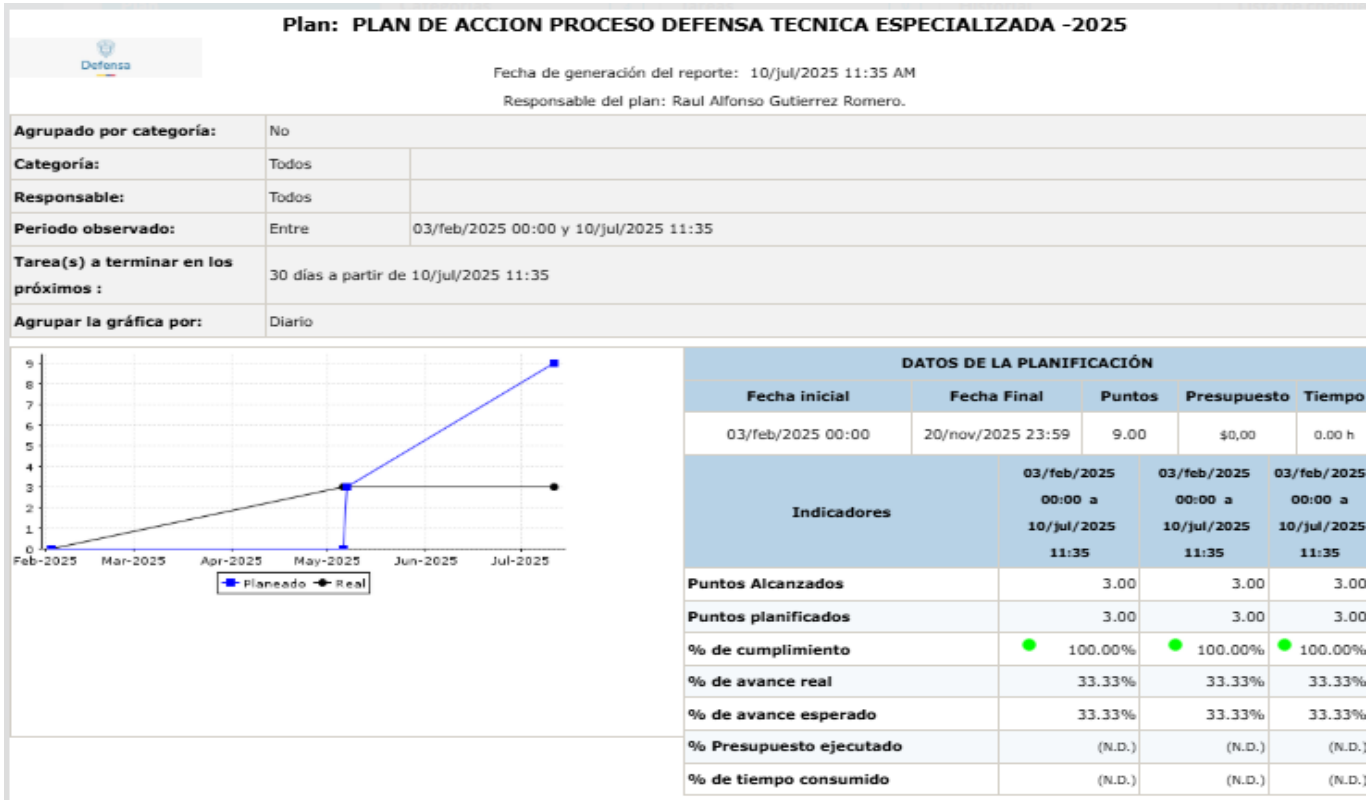 Plan: PLAN DE ACCION PROCESO DEFENSA TECNICA ESPECIALIZADA -2025
Defensa
Fecha de generación del reporte: 10/jul/2025 11:35 AM
Responsable del plan: Raul Alfonso Gutierrez Romero.
Agrupado por categoría: No
Categoría: Todos
Responsable: Todos
Periodo observado: Entre 03/feb/2025 00:00 y 10/jul/2025 11:35
Tarea(s) a terminar en los
próximos : 30 días a partir de 10/jul/2025 11:35
Agrupar la gráfica por: Diario
9
8
7
6
5
4
3
2
1
0
Feb-2025 Mar-2025 Apr-2025 May-2025 Jun-2025 Jul-2025
Planeado Real
DATOS DE LA PLANIFICACIÓN
Fecha inicial Fecha Final Puntos Presupuesto Tiempo
03/feb/2025 00:00 20/nov/2025 23:59 9.00 $0,00 0.00 h
Indicadores
03/feb/2025 03/feb/2025 03/feb/2025
00:00 a 00:00 a 00:00 a
10/jul/2025 10/jul/2025 10/jul/2025
11:35 11:35 11:35
Puntos Alcanzados 3.00 3.00 3.00
Puntos planificados 3.00 3.00 3.00
% de cumplimiento 100.00% 100.00% 100.00%
% de avance real 33.33% 33.33% 33.33%
% de avance esperado 33.33% 33.33% 33.33%
% Presupuesto ejecutado (N.D.) (N.D.) (N.D.)
% de tiempo consumido (N.D.) (N.D.) (N.D.)